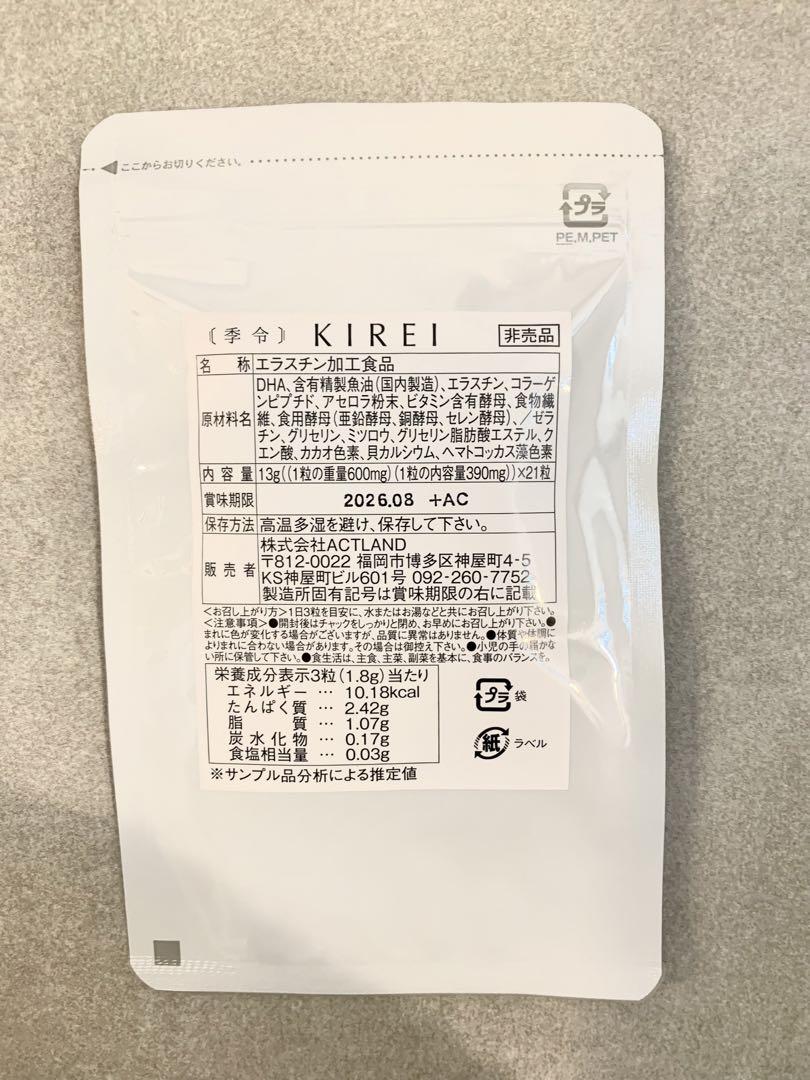 ここからお切りください。
プラ
PE,M,PET
〔季令〕 KIREI 非売品
名称 エラスチン加工食品
原材料名 DHA、含有精製魚油(国内製造)、エラスチン、コラーゲ
ンペプチド、アセロラ粉末、ビタミン含有酵母、食物繊
維、食用酵母(亜鉛酵母、銅酵母、セレン酵母)、／ゼラ
チン、グリセリン、ミツロウ、グリセリン脂肪酸エステル、ク
エン酸、カカオ色素、貝カルシウム、ヘマトコッカス藻色素
内容量 13g((1粒の重量600mg)(1粒の内容量390mg))×21粒
賞味期限 2026.08 +AC
保存方法 高温多湿を避け、保存して下さい。
販売者 株式会社ACTLAND
〒812-0022 福岡市博多区神屋町4-5
KS神屋町ビル601号 092-260-7752
製造所固有記号は賞味期限の右に記載
<お召し上がり方>1日3粒を目安に、水またはお湯などと共にお召し上がり下さい。
<注意事項>●開封後はチャックをしっかりと閉め、お早めにお召し上がり下さい。●
まれに色が変化する場合がございますが、品質に異常はありません。●体質や体調に
よりまれに合わない場合があります。その場合は御控え下さい。●小児の手の届かな
い所に保管して下さい。●食生活は、主食、主菜、副菜を基本に、食事のバランスを。
栄養成分表示3粒(1.8g)当たり
エネルギー … 10.18kcal
たんぱく質 … 2.42g
脂質 … 1.07g
炭水化物 … 0.17g
食塩相当量 … 0.03g
※サンプル品分析による推定値
プラ 袋
紙 ラベル